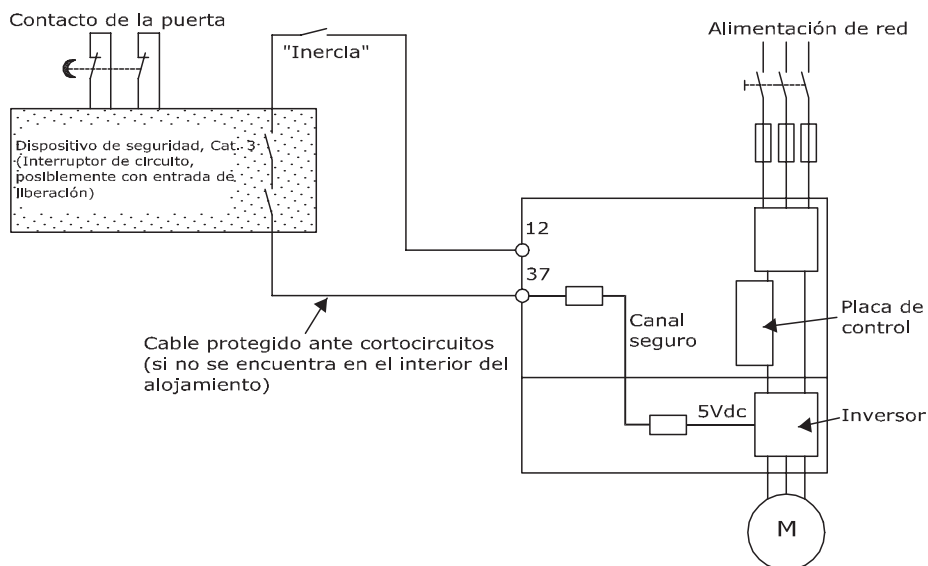 Contacto de la puerta
"Inercla"
Alimentación de red
Dispositivo de seguridad, Cat. 3
(Interruptor de circuito,
posiblemente con entrada de
liberación)
12
37
Cable protegido ante cortocircuitos
(si no se encuentra en el interior del
alojamiento)
Canal
seguro
Placa de
control
5Vdc
Inversor
M